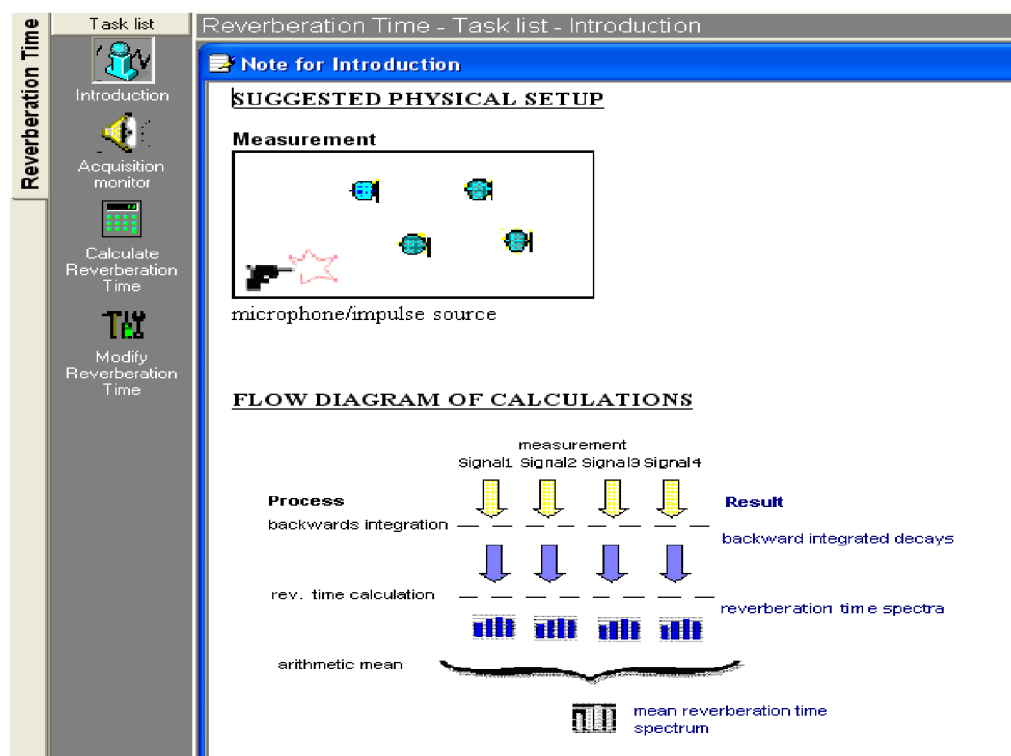 Reverberation Time
Task list
Introduction
Acquisition
monitor
Calculate
Reverberation
Time
Modify
Reverberation
Time
Reverberation Time - Task list - Introduction
Note for Introduction
SUGGESTED PHYSICAL SETUP
Measurement
microphone/impulse source
FLOW DIAGRAM OF CALCULATIONS
measurement
Signal1 Signal2 Signal3 Signal4
Process
Result
backwards integration
backward integrated decays
rev. time calculation
reverberation time spectra
arithmetic mean
mean reverberation time
spectrum